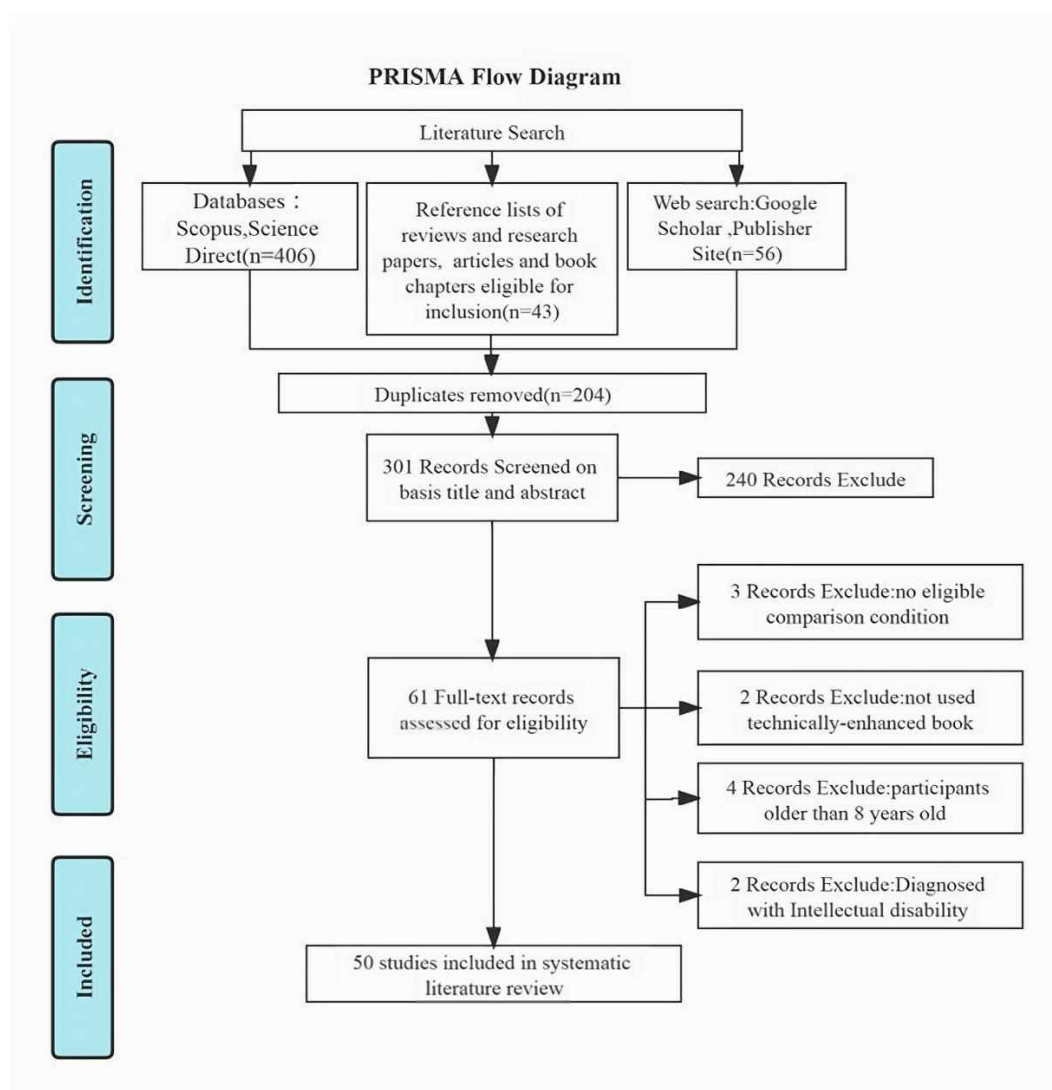 PRISMA Flow Diagram
Literature Search
Identification
Databases：
Scopus,Science
Direct(n=406)
Reference lists of
reviews and research
papers, articles and book
chapters eligible for
inclusion(n=43)
Web search:Google
Scholar ,Publisher
Site(n=56)
Duplicates removed(n=204)
Screening
301 Records Screened on
basis title and abstract
240 Records Exclude
Eligibility
61 Full-text records
assessed for eligibility
3 Records Exclude:no eligible
comparison condition
2 Records Exclude:not used
technically-enhanced book
4 Records Exclude:participants
older than 8 years old
2 Records Exclude:Diagnosed
with Intellectual disability
Included
50 studies included in systematic
literature review